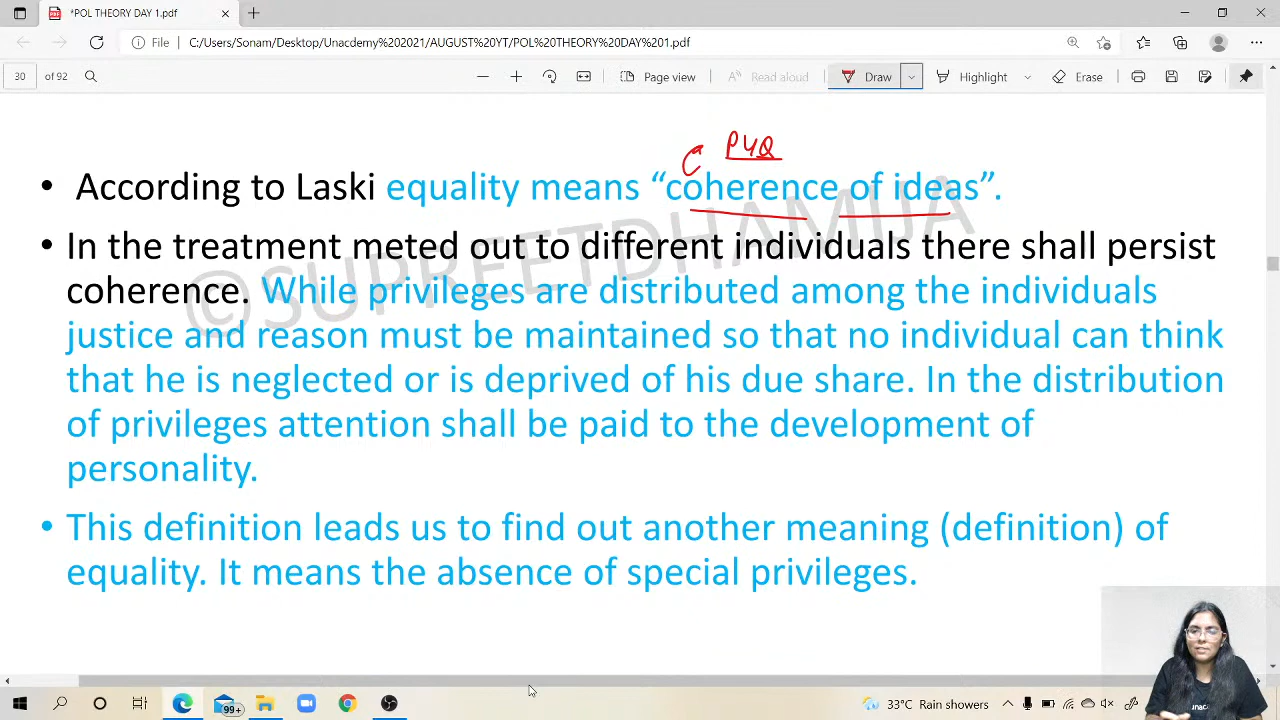 *POL THEORY DAY 1.pdf
File C:/Users/Sonam/Desktop/Unacdemy%202021/AUGUST%20YT/POL%20THEORY%20DAY%201.pdf
30 of 92 Page view Read aloud Draw Highlight Erase
PYQ
• According to Laski equality means “coherence of ideas”.
• In the treatment meted out to different individuals there shall persist
coherence. While privileges are distributed among the individuals
justice and reason must be maintained so that no individual can think
that he is neglected or is deprived of his due share. In the distribution
of privileges attention shall be paid to the development of
personality.
• This definition leads us to find out another meaning (definition) of
equality. It means the absence of special privileges.
©SUPREETDHAMIJA
99+ 33°C Rain showers